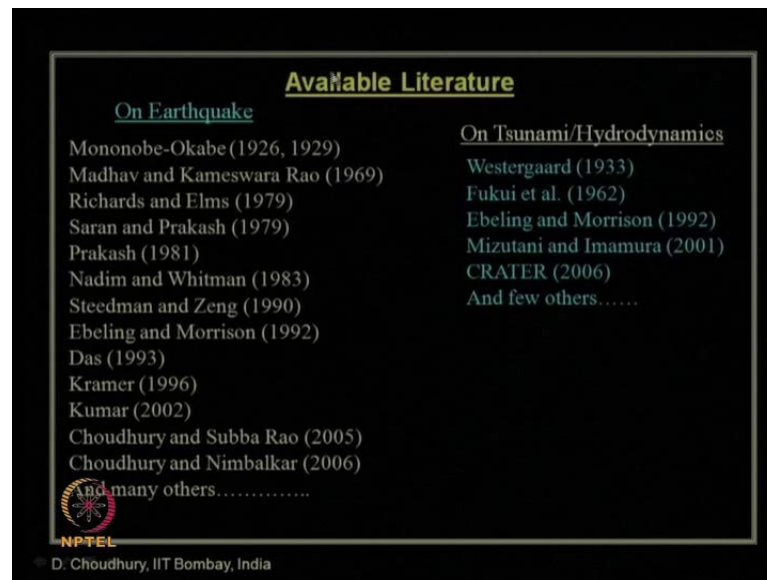 Available Literature
On Earthquake
Mononobe-Okabe (1926, 1929)
Madhav and Kameswara Rao (1969)
Richards and Elms (1979)
Saran and Prakash (1979)
Prakash (1981)
Nadim and Whitman (1983)
Steedman and Zeng (1990)
Ebeling and Morrison (1992)
Das (1993)
Kramer (1996)
Kumar (2002)
Choudhury and Subba Rao (2005)
Choudhury and Nimbalkar (2006)
And many others…………..
On Tsunami/Hydrodynamics
Westergaard (1933)
Fukui et al. (1962)
Ebeling and Morrison (1992)
Mizutani and Imamura (2001)
CRATER (2006)
And few others……
NPTEL
D. Choudhury, IIT Bombay, India